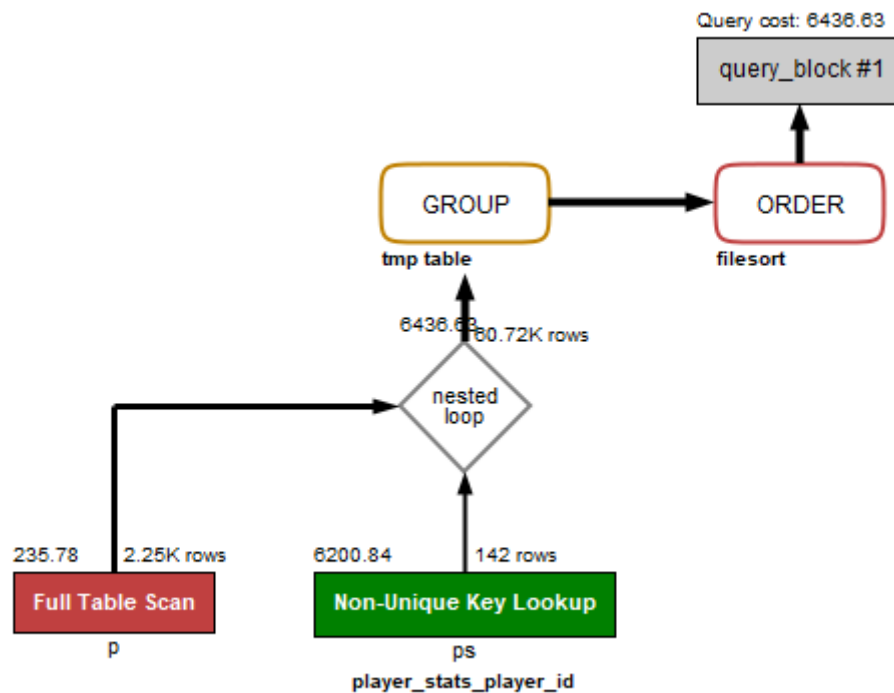 Query cost: 6436.63
query_block #1
GROUP
ORDER
tmp table
filesort
6436.63
60.72K rows
nested
loop
235.78
2.25K rows
6200.84
142 rows
Full Table Scan
Non-Unique Key Lookup
p
ps
player_stats_player_id